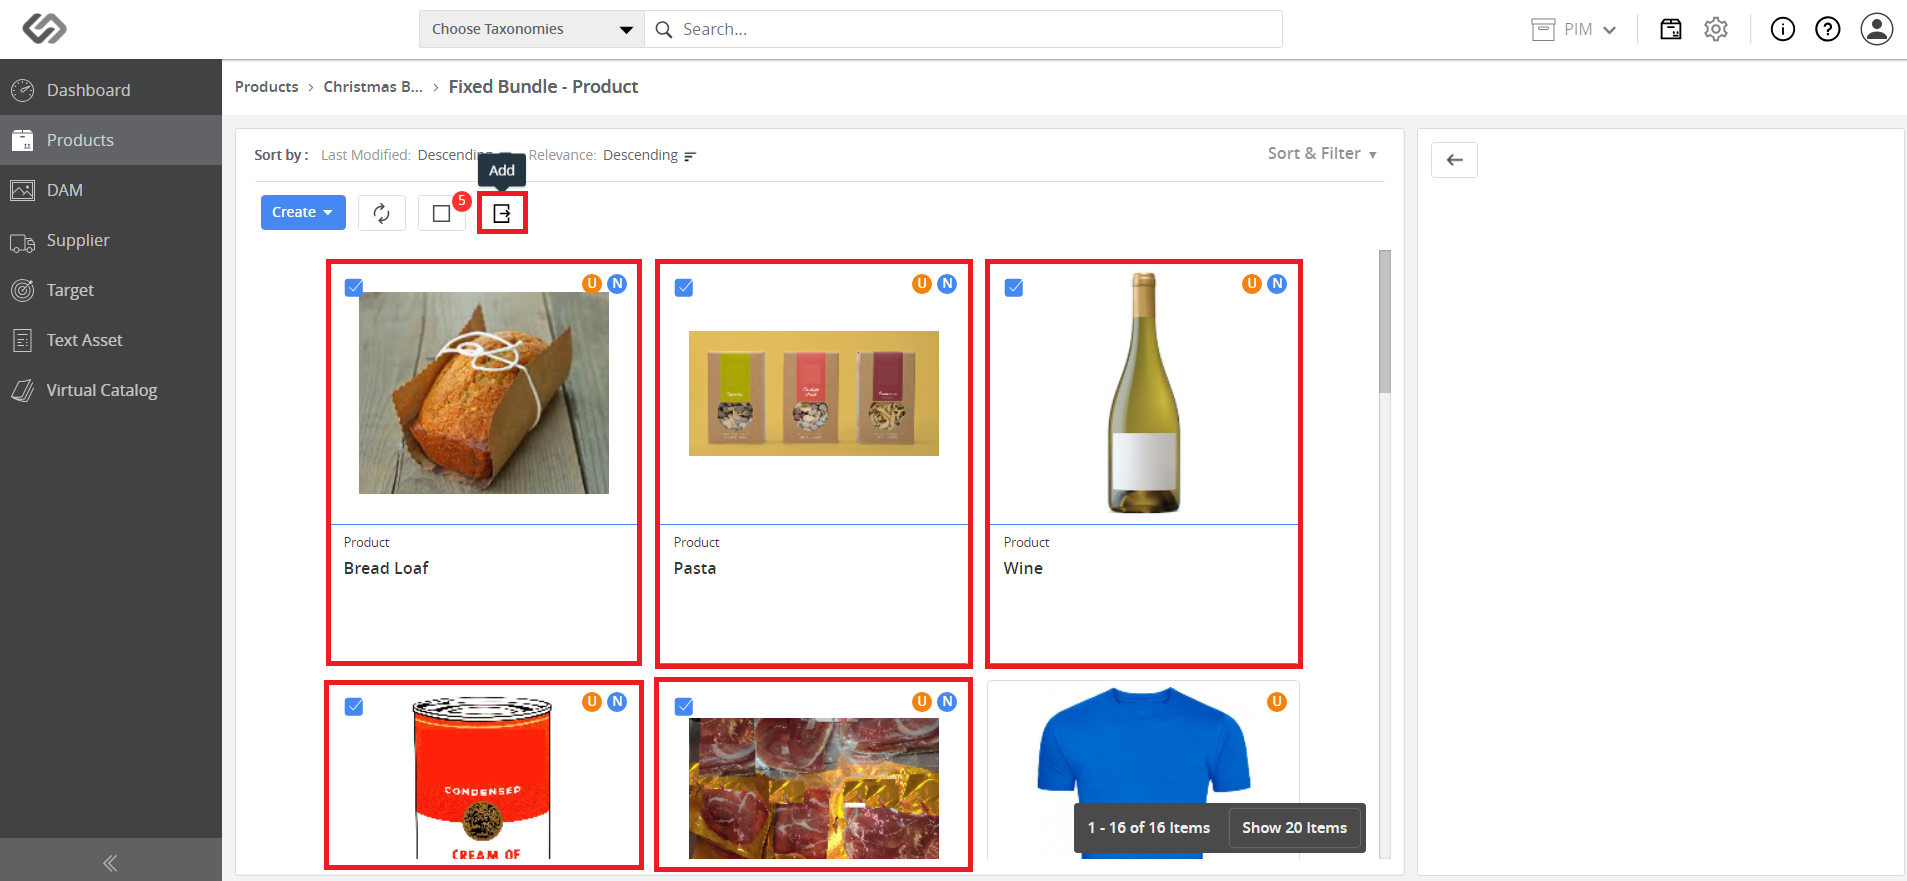 Choose Taxonomies
Search...
PIM
Dashboard
Products
DAM
Supplier
Target
Text Asset
Virtual Catalog
Products › Christmas B... › Fixed Bundle - Product
Sort by : Last Modified: Descending Relevance: Descending
Sort & Filter
Add
Create
5
U N
U N
U N
Product
Bread Loaf
Product
Pasta
Product
Wine
U N
U N
U
CONDENSED
CREAM OF
1 - 16 of 16 Items
Show 20 Items